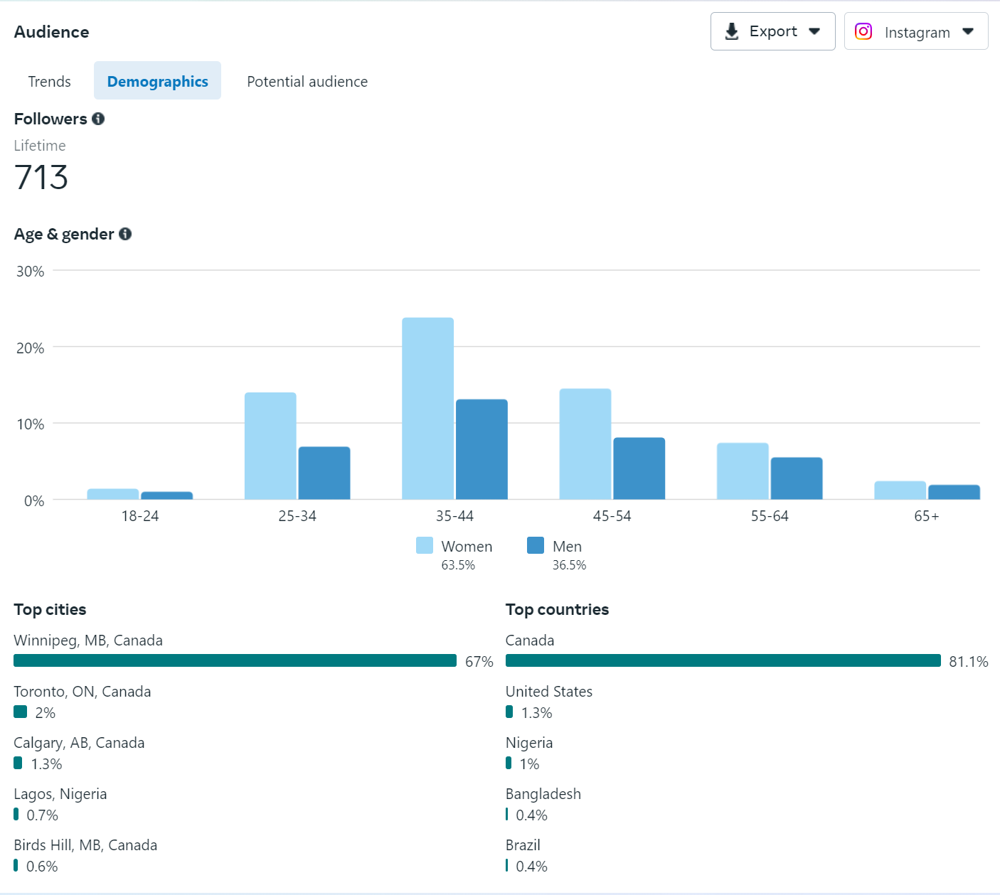 Audience
Export
Instagram
Trends
Demographics
Potential audience
Followers
Lifetime
713
Age & gender
30%
20%
10%
0%
18-24
25-34
35-44
45-54
55-64
65+
Women
63.5%
Men
36.5%
Top cities
Winnipeg, MB, Canada
67%
Toronto, ON, Canada
2%
Calgary, AB, Canada
1.3%
Lagos, Nigeria
0.7%
Birds Hill, MB, Canada
0.6%
Top countries
Canada
81.1%
United States
1.3%
Nigeria
1%
Bangladesh
0.4%
Brazil
0.4%